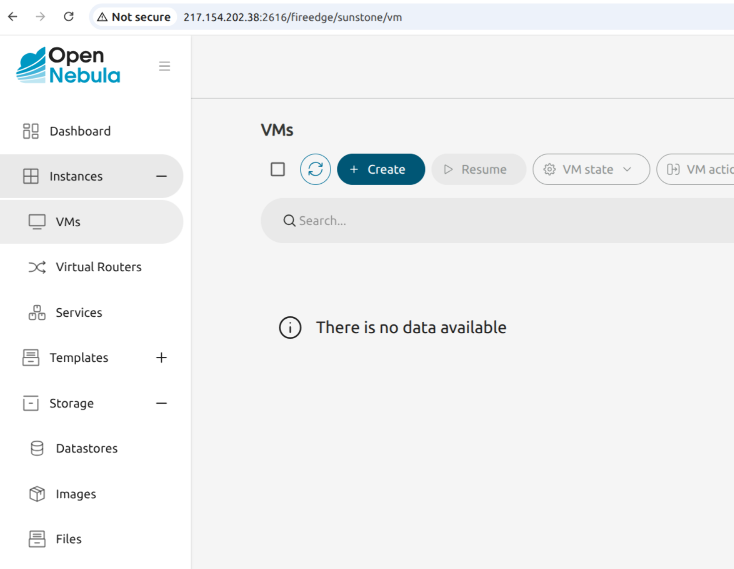 Not secure 217.154.202.38:2616/fireedge/sunstone/vm
Open
Nebula
Dashboard
Instances
VMs
Virtual Routers
Services
Templates
Storage
Datastores
Images
Files
VMs
+ Create
Resume
VM state
VM actic
Search...
There is no data available